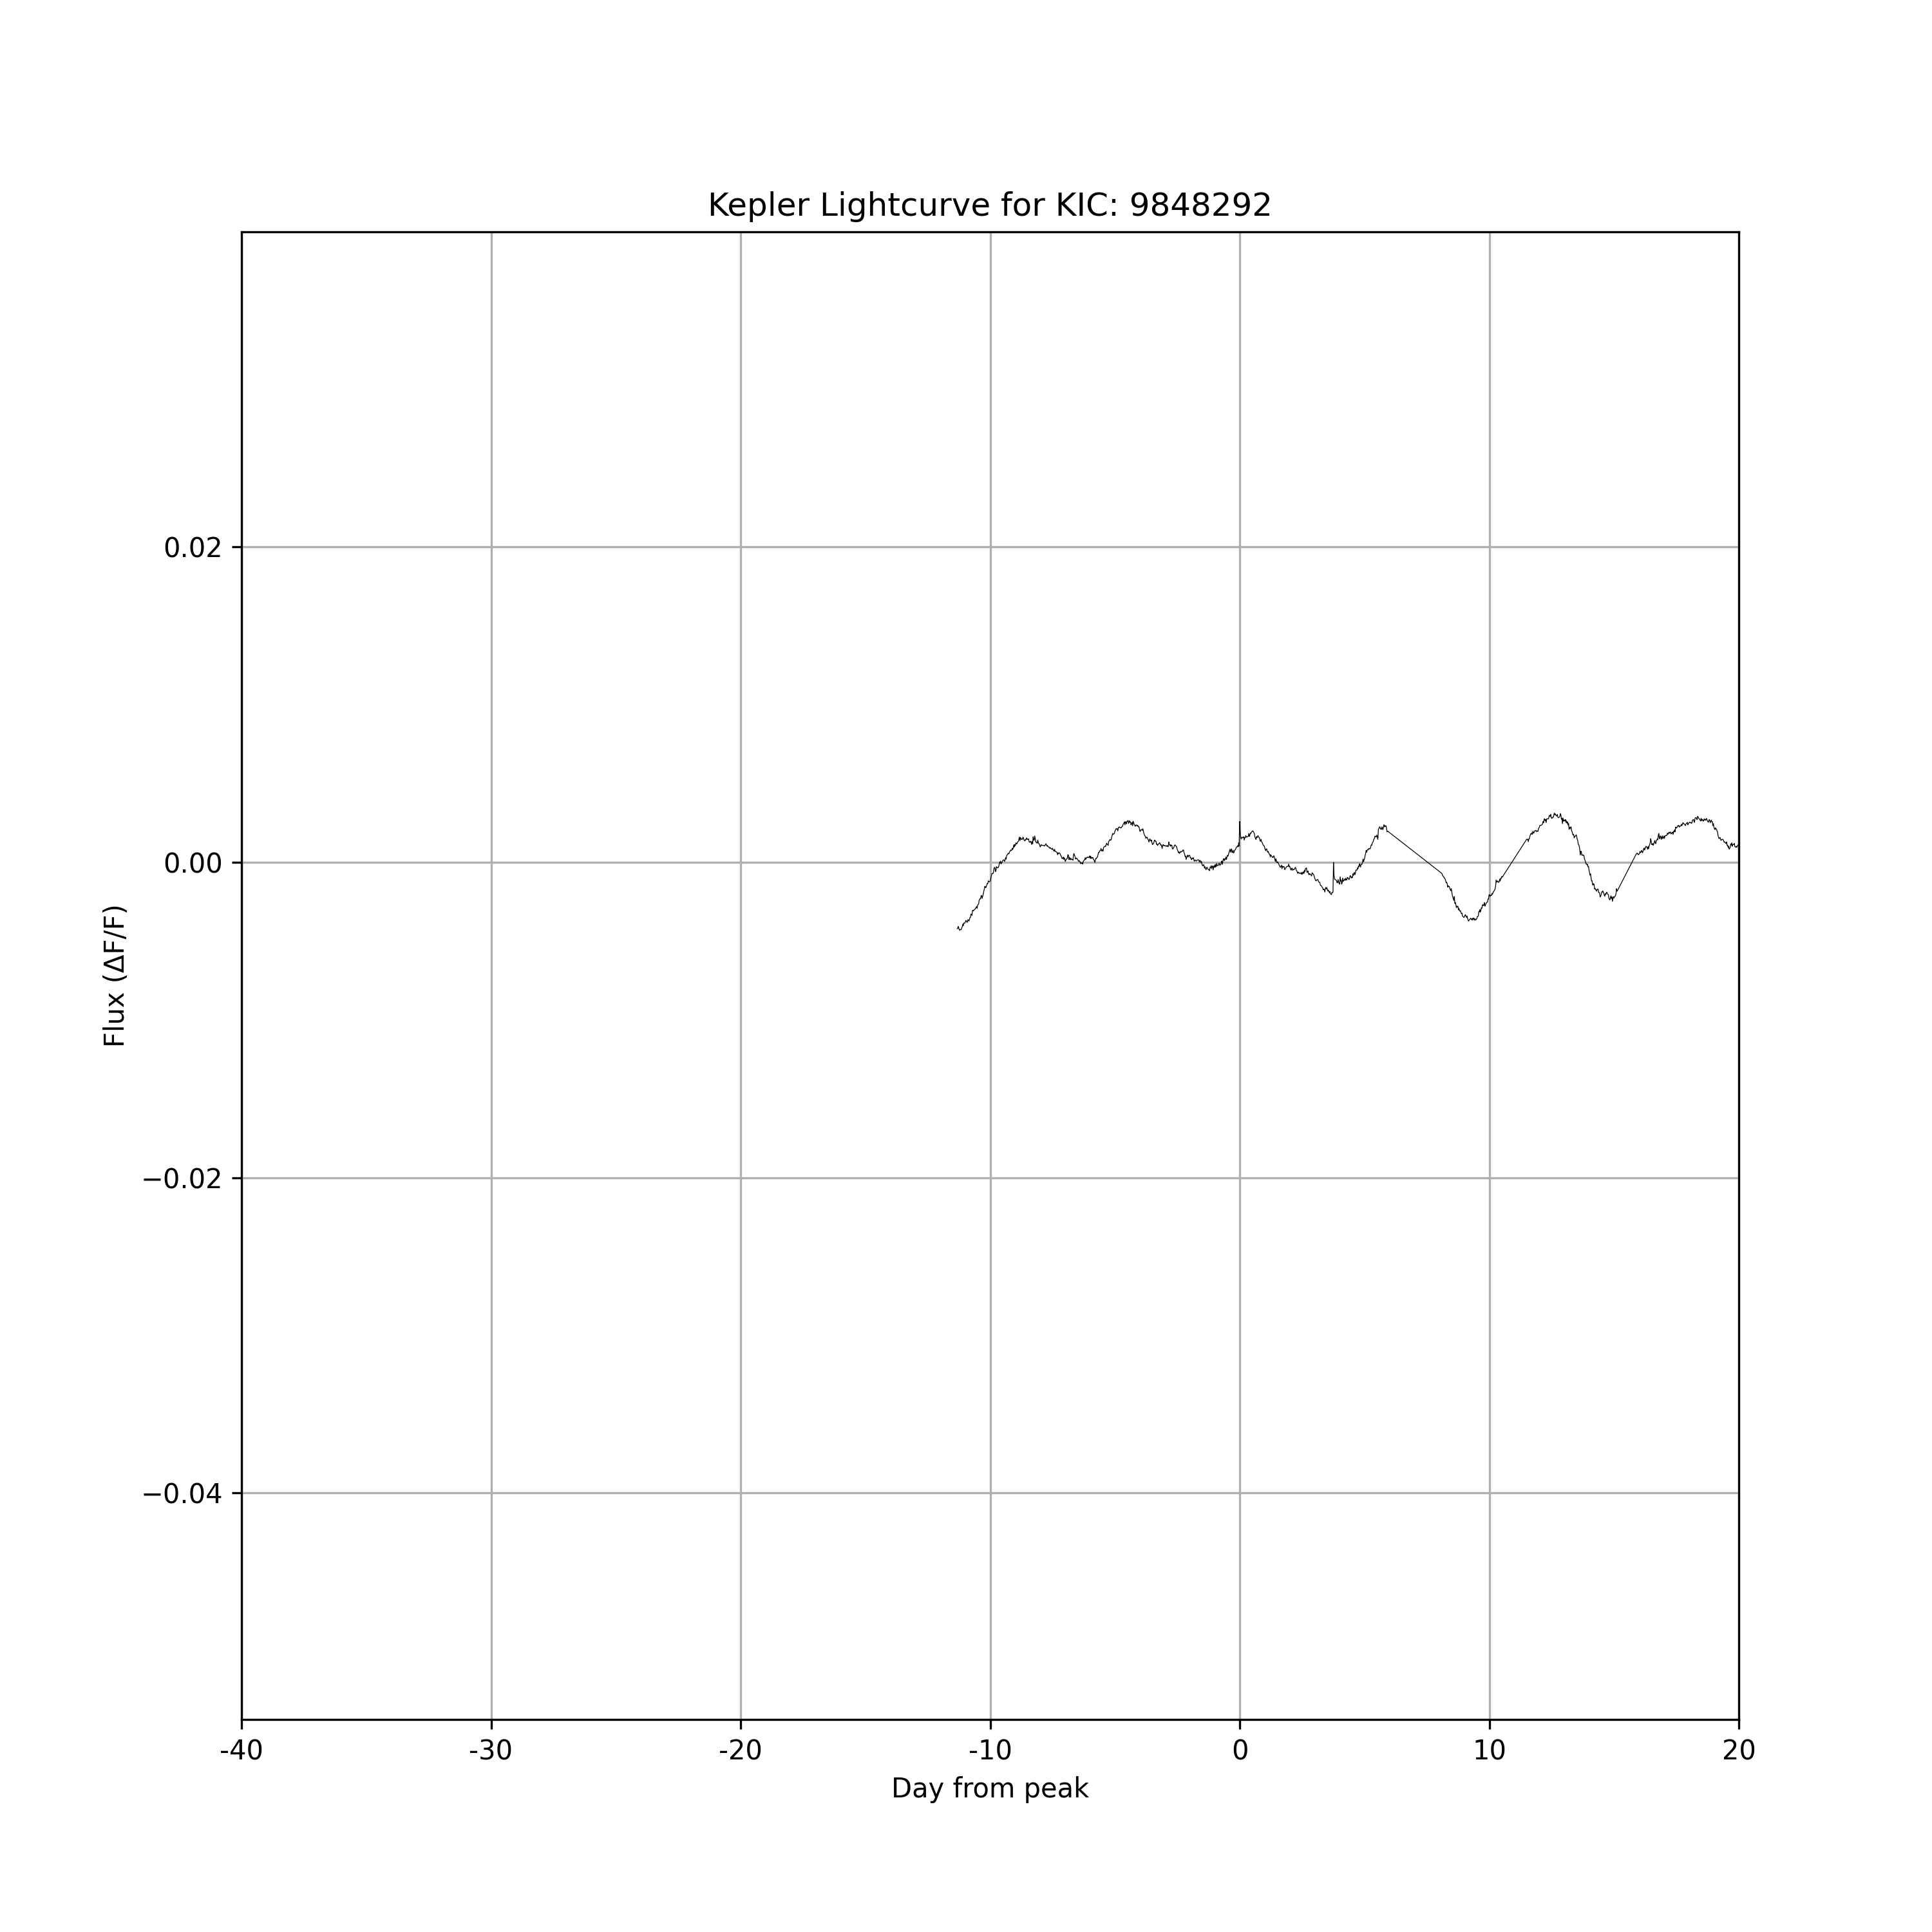 Kepler Lightcurve for KIC: 9848292
0.02
0.00
−0.02
−0.04
Flux (ΔF/F)
-40 -30 -20 -10 0 10 20
Day from peak